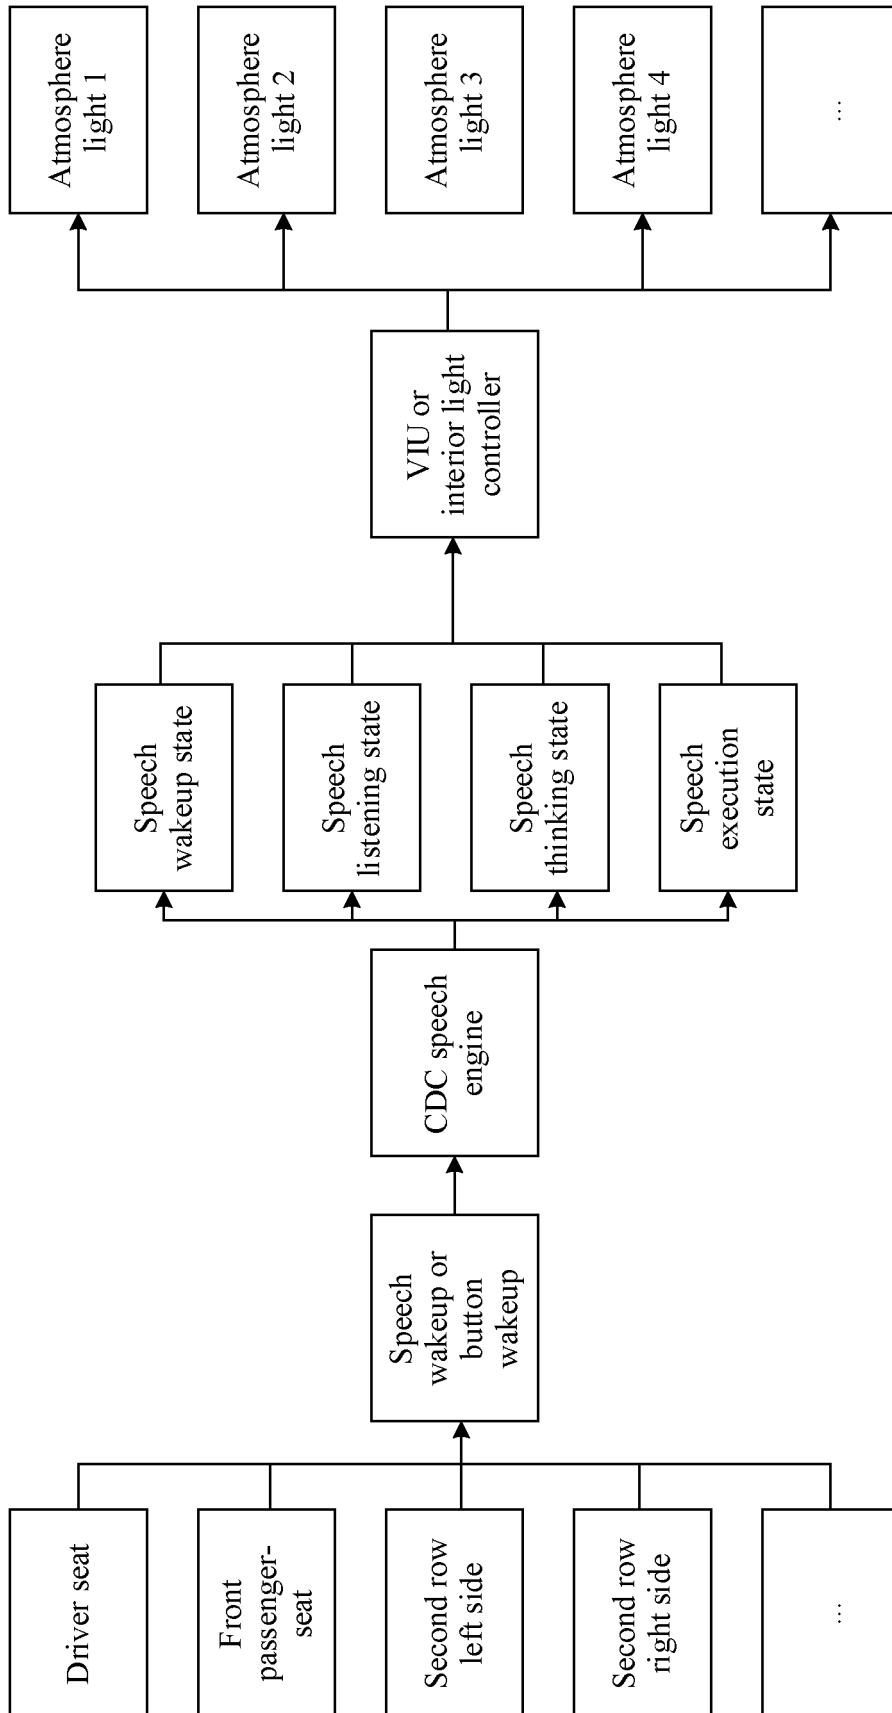 Driver seat
Front
passenger-
seat
Second row
left side
Second row
right side
...
Speech
wakeup or
button
wakeup
CDC speech
engine
Speech
wakeup state
Speech
listening state
Speech
thinking state
Speech
execution
state
VIU or
interior light
controller
Atmosphere
light 1
Atmosphere
light 2
Atmosphere
light 3
Atmosphere
light 4
...